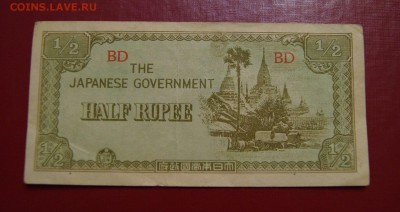 COINS.LAVE.RU
1/2 1/2
BD BD
THE
JAPANESE GOVERNMENT
HALF RUPEE
1/2 1/2